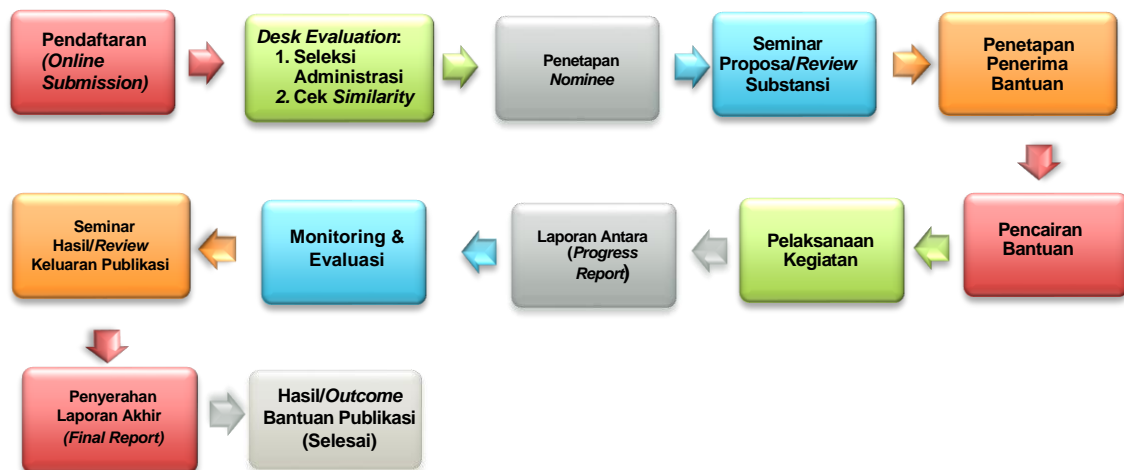 Pendaftaran
(Online
Submission)
Desk Evaluation:
1. Seleksi
Administrasi
2. Cek Similarity
Penetapan
Nominee
Seminar
Proposa/Review
Substansi
Penetapan
Penerima
Bantuan
Pencairan
Bantuan
Pelaksanaan
Kegiatan
Laporan Antara
(Progress
Report)
Monitoring &
Evaluasi
Seminar
Hasil/Review
Keluaran Publikasi
Penyerahan
Laporan Akhir
(Final Report)
Hasil/Outcome
Bantuan Publikasi
(Selesai)